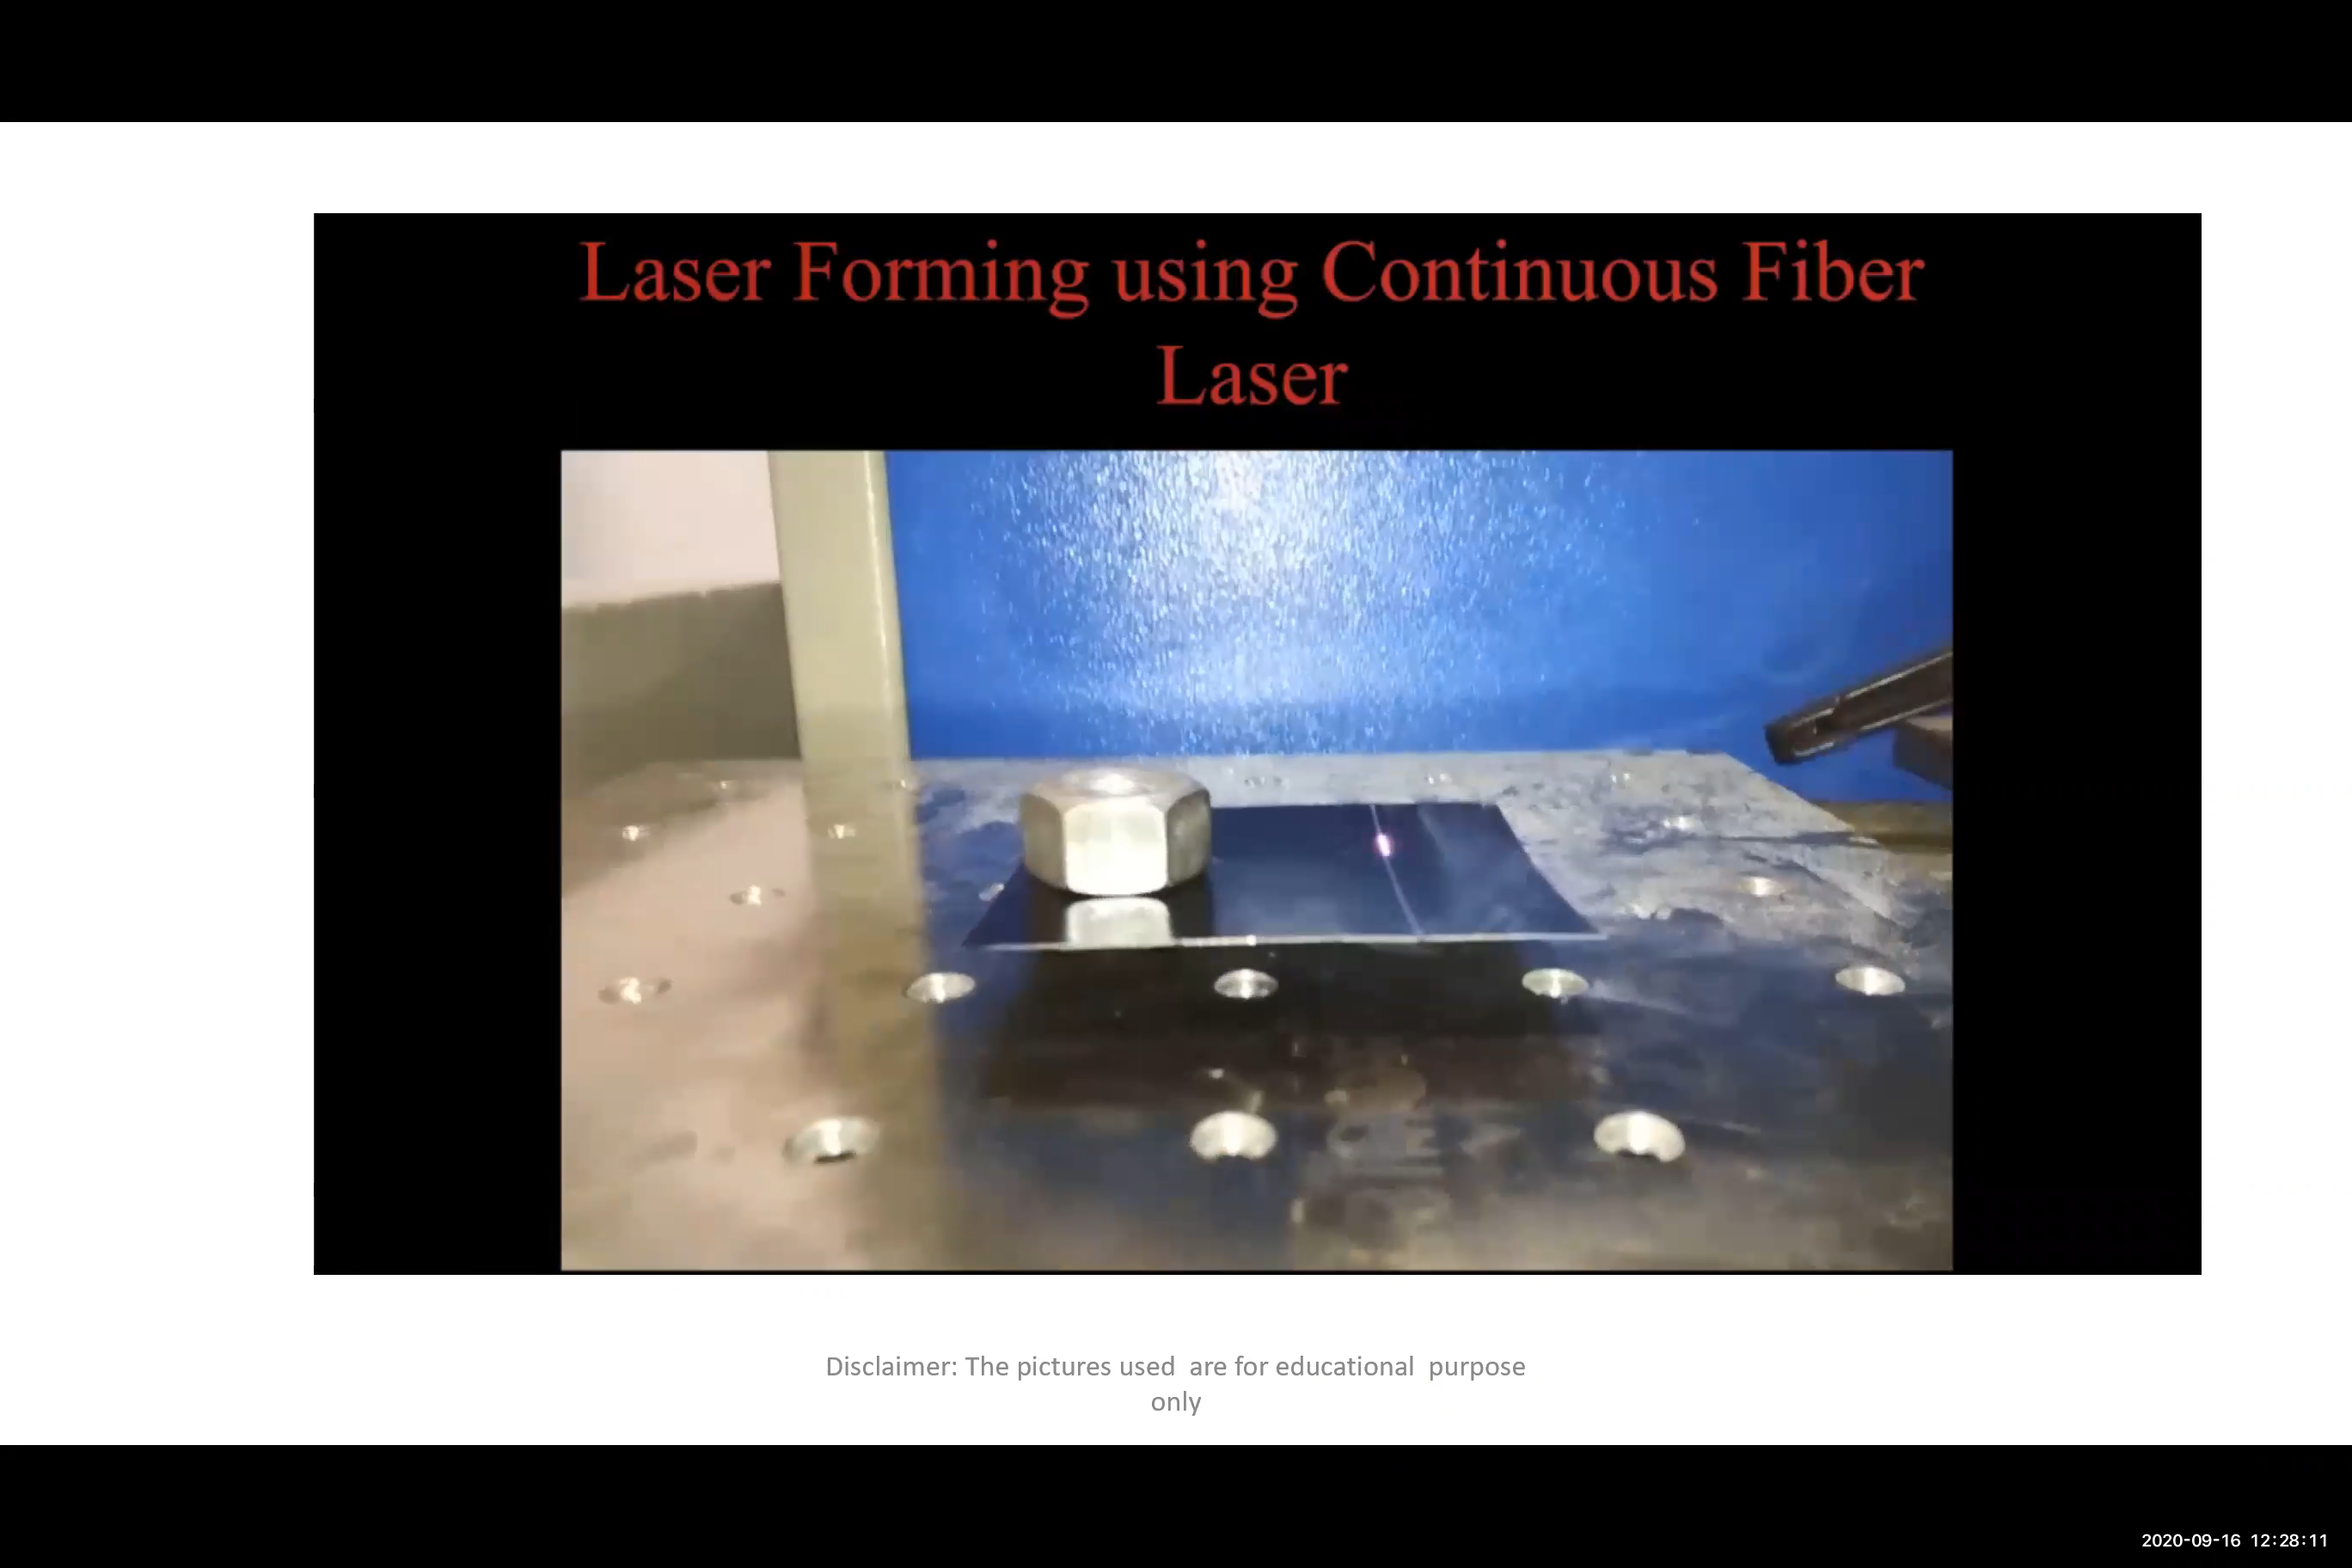 Laser Forming using Continuous Fiber
Laser
Disclaimer: The pictures used  are for educational  purpose
only
2020-09-16 12:28:11